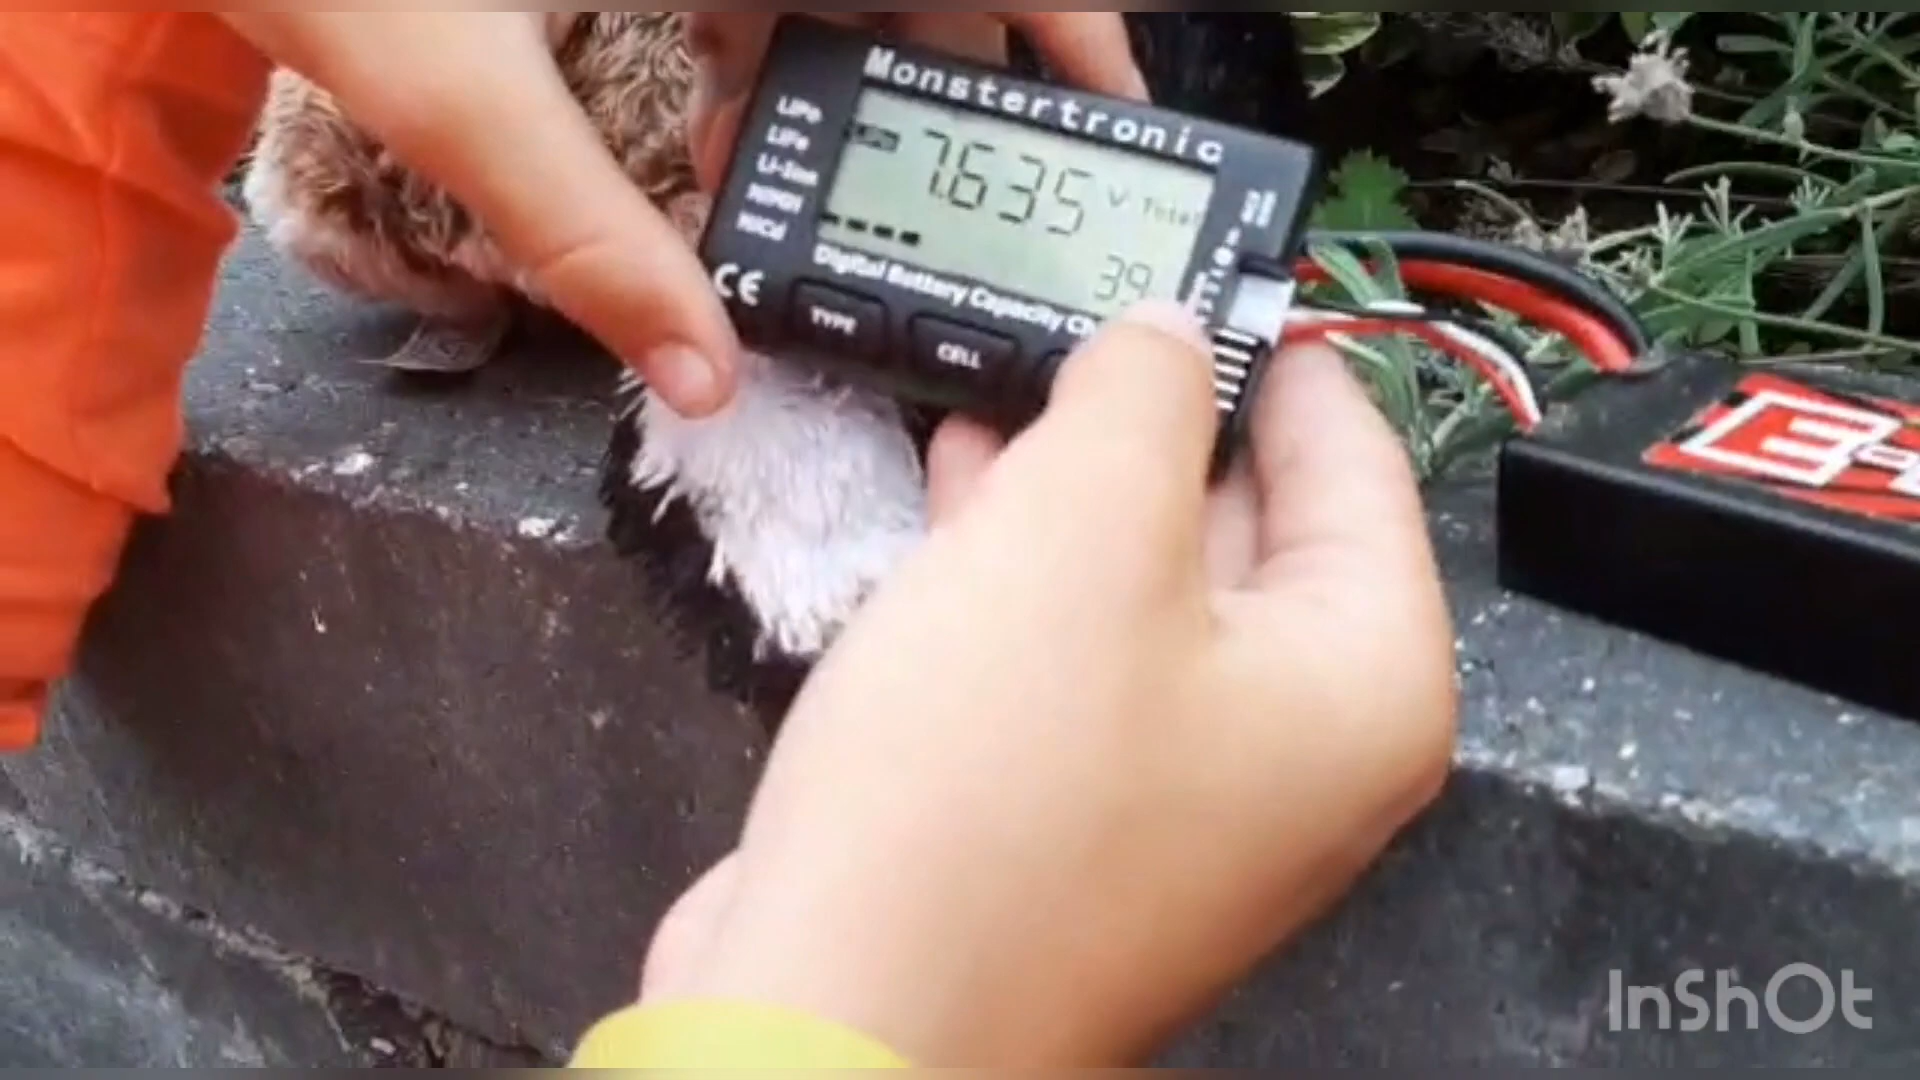 Monstertronic
LiPo
LiFe
Li-Ion
NiMH
NiCd
7.635 V Total
39
Digital Battery Capacity Ch
CE
TYPE
CELL
InShOt